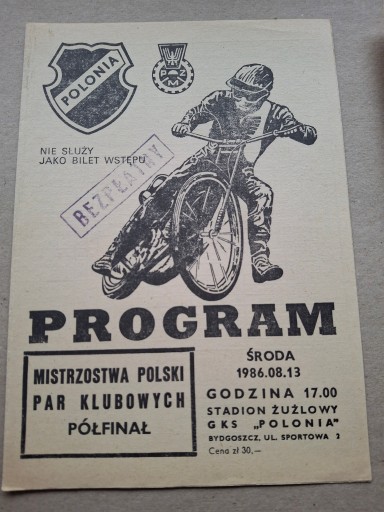 POLONIA
PZM
NIE SŁUŻY
JAKO BILET WSTĘPU
BEZPŁATNY
PROGRAM
MISTRZOSTWA POLSKI
PAR KLUBOWYCH
PÓŁFINAŁ
ŚRODA
1986.08.13
GODZINA 17.00
STADION ŻUŻLOWY
GKS „POLONIA”
BYDGOSZCZ, UL. SPORTOWA 2
Cena zł 30,—